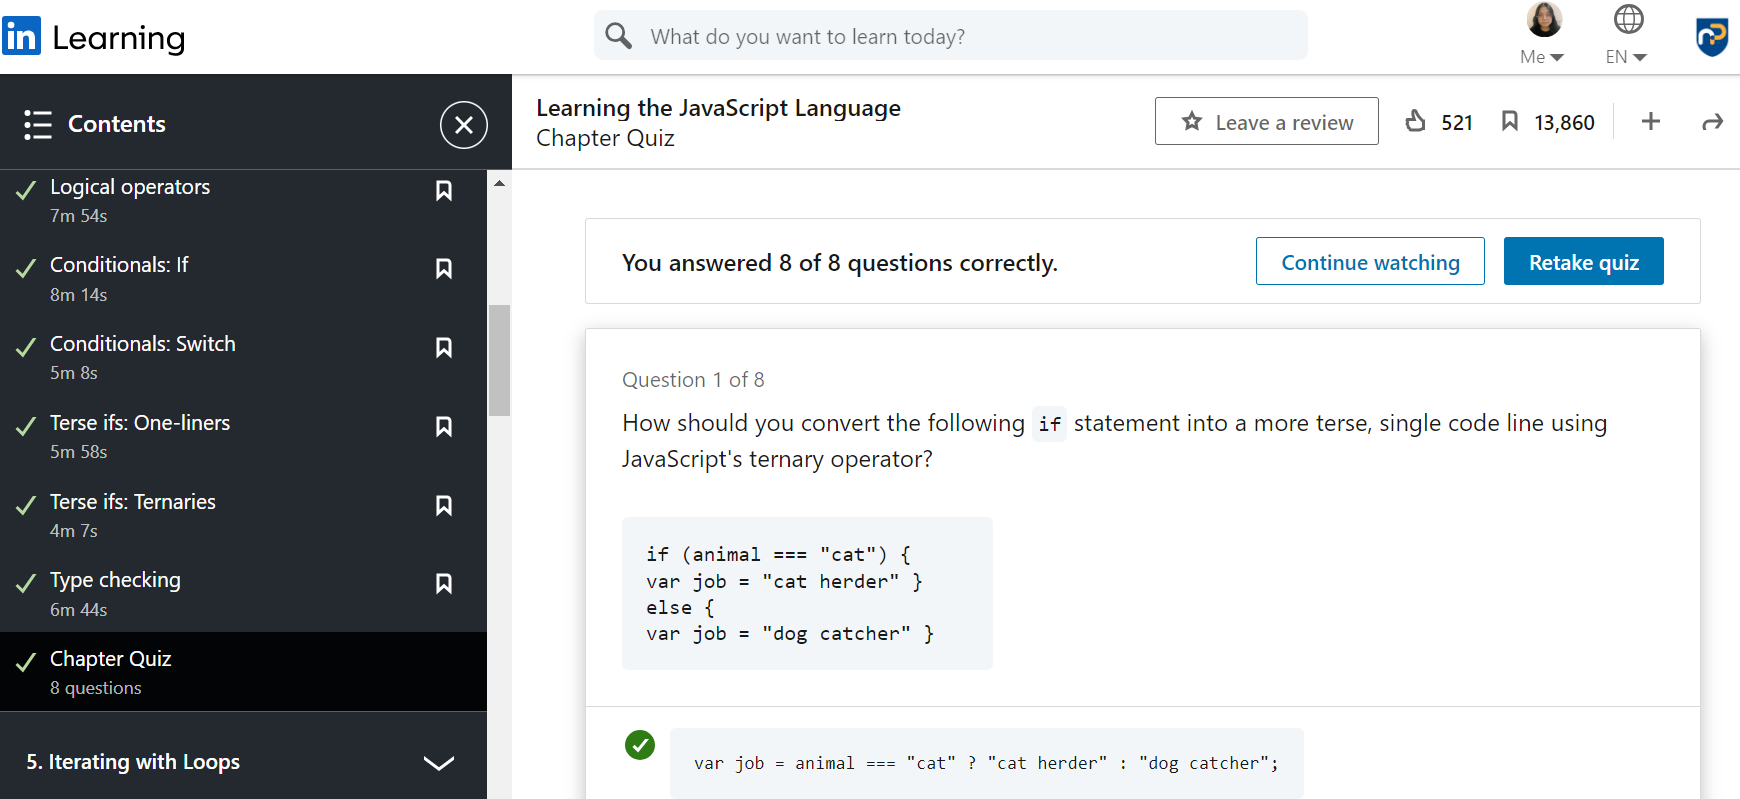 in Learning
What do you want to learn today?
Me
EN
Contents
Logical operators
7m 54s
Conditionals: If
8m 14s
Conditionals: Switch
5m 8s
Terse ifs: One-liners
5m 58s
Terse ifs: Ternaries
4m 7s
Type checking
6m 44s
Chapter Quiz
8 questions
5. Iterating with Loops
Learning the JavaScript Language
Chapter Quiz
Leave a review
521
13,860
You answered 8 of 8 questions correctly.
Continue watching
Retake quiz
Question 1 of 8
How should you convert the following if statement into a more terse, single code line using
JavaScript's ternary operator?
if (animal === "cat") {
var job = "cat herder" }
else {
var job = "dog catcher" }
var job = animal === "cat" ? "cat herder" : "dog catcher";